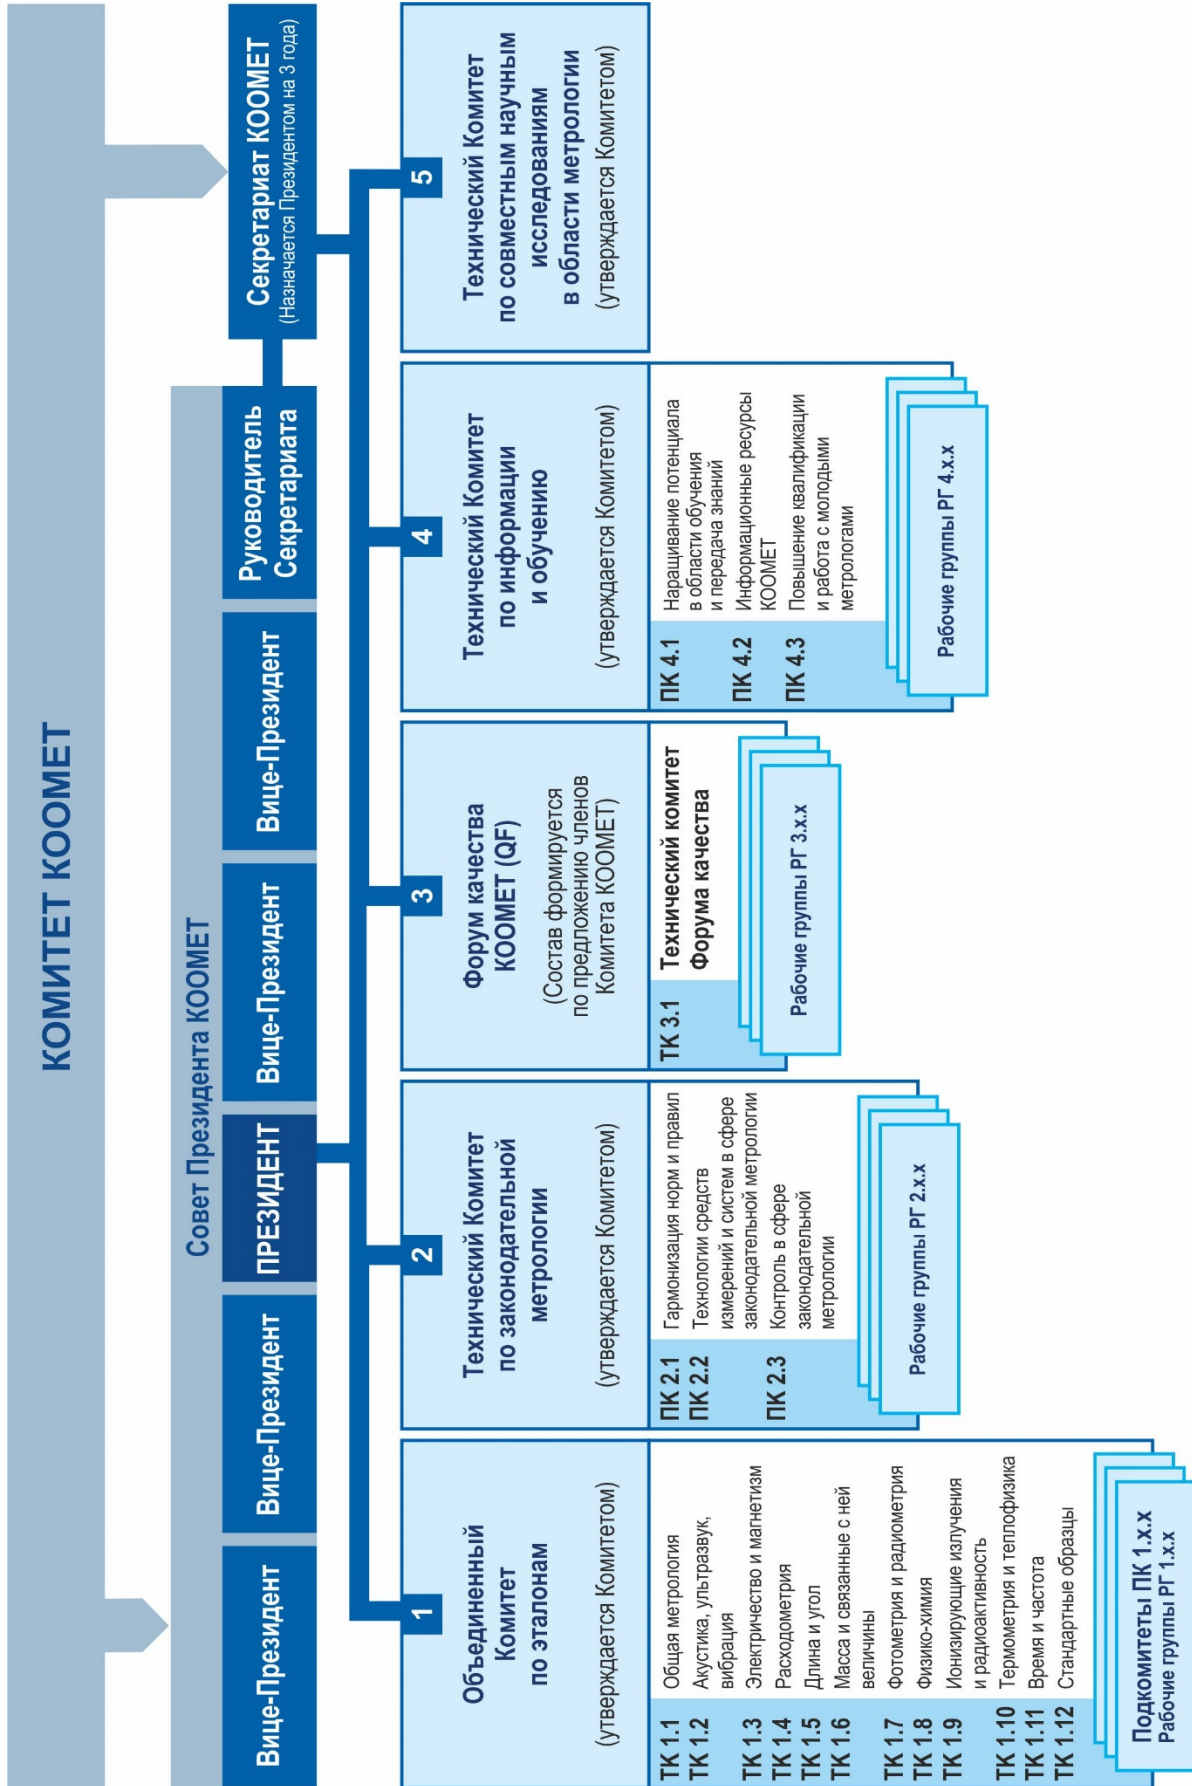 КОМИТЕТ КООМЕТ
Совет Президента КООМЕТ
Вице-Президент
Вице-Президент
ПРЕЗИДЕНТ
Вице-Президент
Вице-Президент
Руководитель
Секретариата
Секретариат КООМЕТ
(Назначается Президентом на 3 года)
1
Объединенный
Комитет
по эталонам
(утверждается Комитетом)
ТК 1.1 Общая метрология
ТК 1.2 Акустика, ультразвук,
вибрация
ТК 1.3 Электричество и магнетизм
ТК 1.4 Расходометрия
ТК 1.5 Длина и угол
ТК 1.6 Масса и связанные с ней
величины
ТК 1.7 Фотометрия и радиометрия
ТК 1.8 Физико-химия
ТК 1.9 Ионизирующие излучения
и радиоактивность
ТК 1.10 Термометрия и теплофизика
ТК 1.11 Время и частота
ТК 1.12 Стандартные образцы
Подкомитеты ПК 1.x.x
Рабочие группы РГ 1.x.x
2
Технический Комитет
по законодательной
метрологии
(утверждается Комитетом)
ПК 2.1 Гармонизация норм и правил
ПК 2.2 Технологии средств
измерений и систем в сфере
законодательной метрологии
ПК 2.3 Контроль в сфере
законодательной
метрологии
Рабочие группы РГ 2.x.x
3
Форум качества
КООМЕТ (QF)
(Состав формируется
по предложению членов
Комитета КООМЕТ)
ТК 3.1 Технический комитет
Форума качества
Рабочие группы РГ 3.x.x
4
Технический Комитет
по информации
и обучению
(утверждается Комитетом)
ПК 4.1 Наращивание потенциала
в области обучения
и передача знаний
ПК 4.2 Информационные ресурсы
КООМЕТ
ПК 4.3 Повышение квалификации
и работа с молодыми
метрологами
Рабочие группы РГ 4.x.x
5
Технический Комитет
по совместным научным
исследованиям
в области метрологии
(утверждается Комитетом)